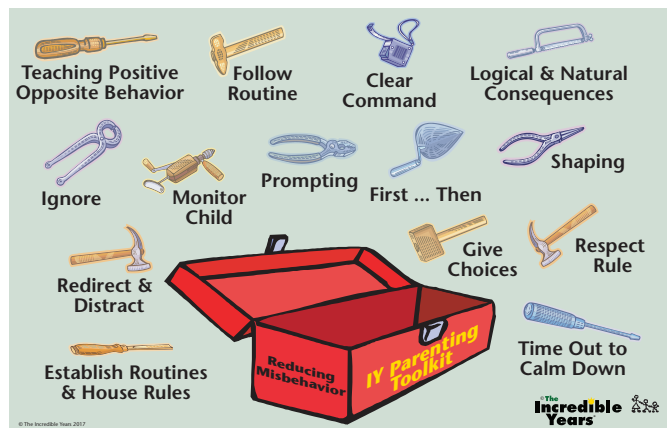 Teaching Positive
Opposite Behavior
Follow
Routine
Clear
Command
Logical & Natural
Consequences
Ignore
Monitor
Child
Prompting
First ... Then
Shaping
Redirect &
Distract
Give
Choices
Respect
Rule
Establish Routines
& House Rules
Reducing
Misbehavior
IY Parenting
Toolkit
Time Out to
Calm Down
© The Incredible Years 2017
®The
Incredible
Years®